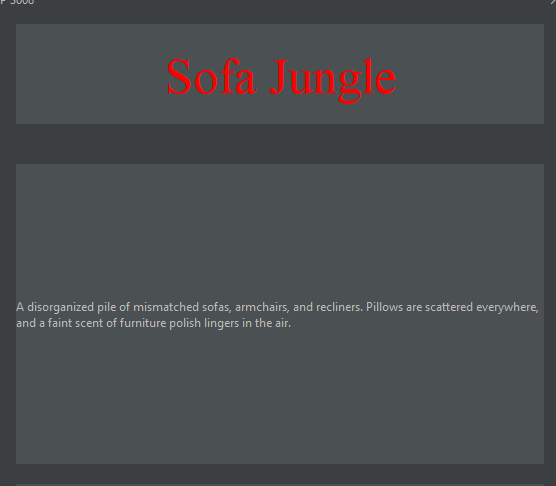 Sofa Jungle
A disorganized pile of mismatched sofas, armchairs, and recliners. Pillows are scattered everywhere,
and a faint scent of furniture polish lingers in the air.